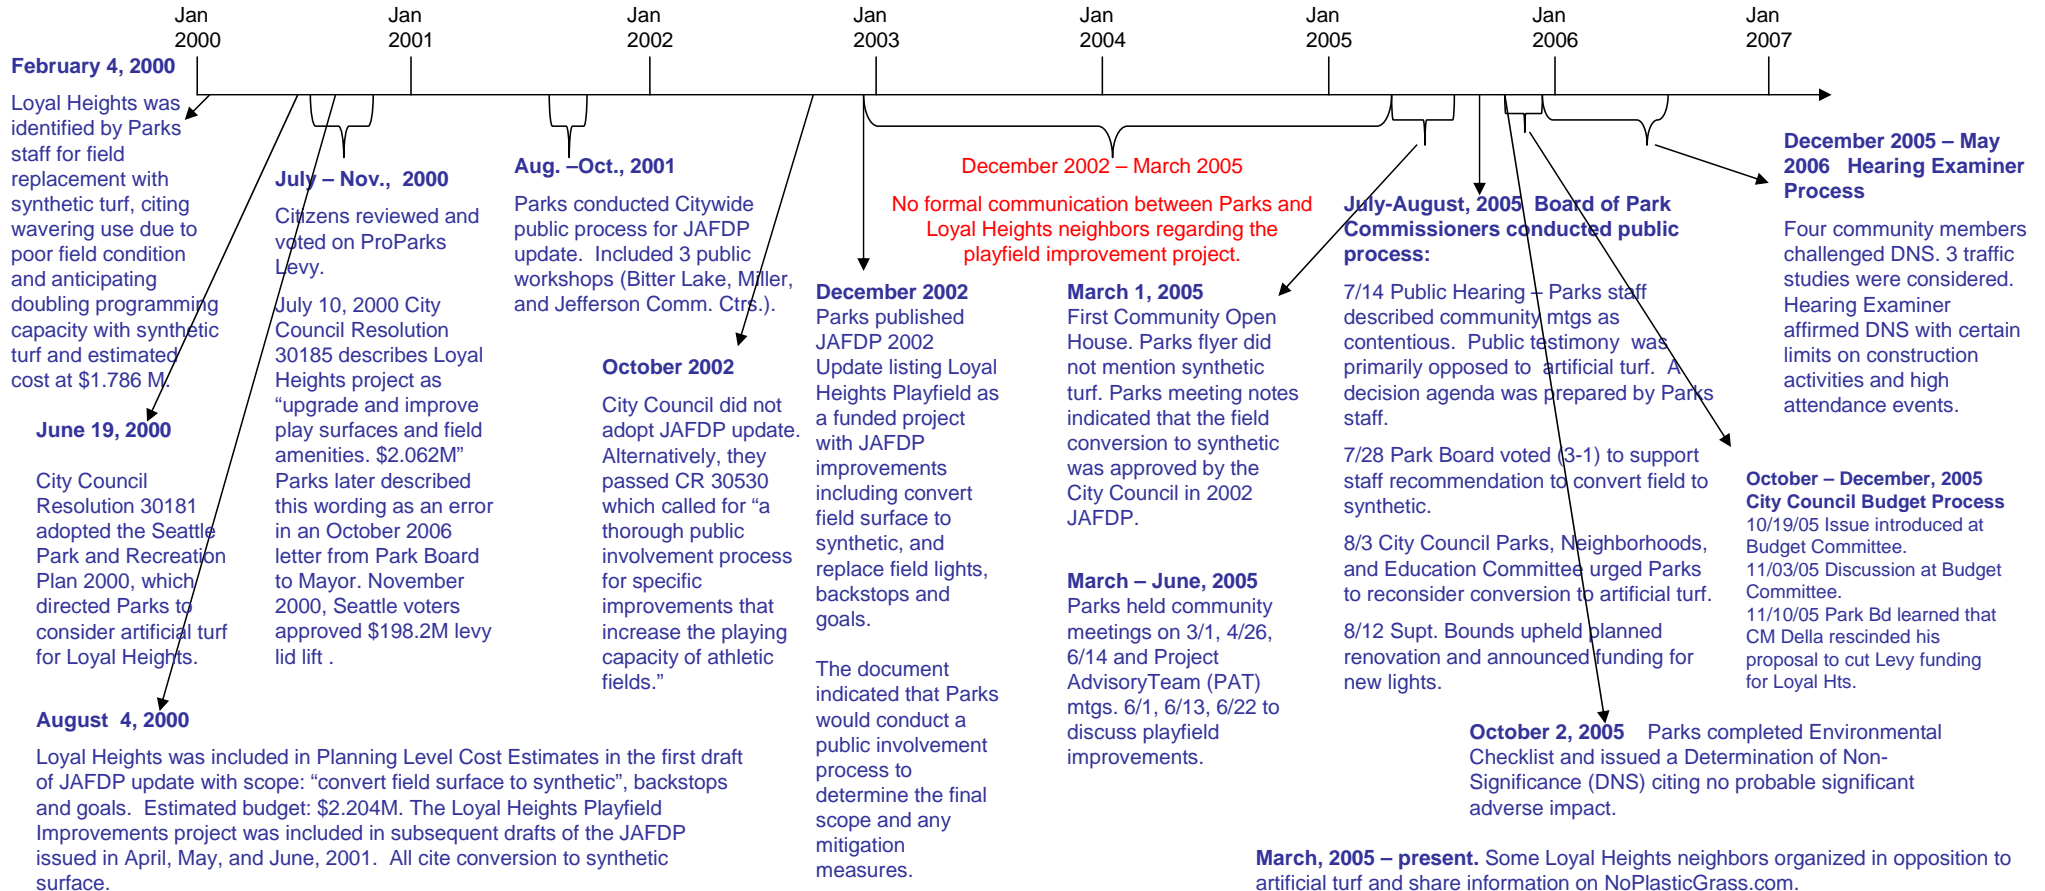 Jan
2000
Jan
2001
Jan
2002
Jan
2003
Jan
2004
Jan
2005
Jan
2006
Jan
2007
February 4, 2000
Loyal Heights was
identified by Parks
staff for field
replacement with
synthetic turf, citing
wavering use due to
poor field condition
and anticipating
doubling programming
capacity with synthetic
turf and estimated
cost at $1.786 M.
June 19, 2000
City Council
Resolution 30181
adopted the Seattle
Park and Recreation
Plan 2000, which
directed Parks to
consider artificial turf
for Loyal Heights.
August 4, 2000
Loyal Heights was included in Planning Level Cost Estimates in the first draft
of JAFDP update with scope: “convert field surface to synthetic”, backstops
and goals. Estimated budget: $2.204M. The Loyal Heights Playfield
Improvements project was included in subsequent drafts of the JAFDP
issued in April, May, and June, 2001. All cite conversion to synthetic
surface.
July – Nov., 2000
Citizens reviewed and
voted on ProParks
Levy.
July 10, 2000 City
Council Resolution
30185 describes Loyal
Heights project as
“upgrade and improve
play surfaces and field
amenities. $2.062M”
Parks later described
this wording as an error
in an October 2006
letter from Park Board
to Mayor. November
2000, Seattle voters
approved $198.2M levy
lid lift .
Aug. –Oct., 2001
Parks conducted Citywide
public process for JAFDP
update. Included 3 public
workshops (Bitter Lake, Miller,
and Jefferson Comm. Ctrs.).
October 2002
City Council did not
adopt JAFDP update.
Alternatively, they
passed CR 30530
which called for “a
thorough public
involvement process
for specific
improvements that
increase the playing
capacity of athletic
fields.”
December 2002
Parks published
JAFDP 2002
Update listing Loyal
Heights Playfield as
a funded project
with JAFDP
improvements
including convert
field surface to
synthetic, and
replace field lights,
backstops and
goals.
The document
indicated that Parks
would conduct a
public involvement
process to
determine the final
scope and any
mitigation
measures.
December 2002 – March 2005
No formal communication between Parks and
Loyal Heights neighbors regarding the
playfield improvement project.
March 1, 2005
First Community Open
House. Parks flyer did
not mention synthetic
turf. Parks meeting notes
indicated that the field
conversion to synthetic
was approved by the
City Council in 2002
JAFDP.
March – June, 2005
Parks held community
meetings on 3/1, 4/26,
6/14 and Project
AdvisoryTeam (PAT)
mtgs. 6/1, 6/13, 6/22 to
discuss playfield
improvements.
July-August, 2005 Board of Park
Commissioners conducted public
process:
7/14 Public Hearing – Parks staff
described community mtgs as
contentious. Public testimony was
primarily opposed to artificial turf. A
decision agenda was prepared by Parks
staff.
7/28 Park Board voted (3-1) to support
staff recommendation to convert field to
synthetic.
8/3 City Council Parks, Neighborhoods,
and Education Committee urged Parks
to reconsider conversion to artificial turf.
8/12 Supt. Bounds upheld planned
renovation and announced funding for
new lights.
October 2, 2005 Parks completed Environmental
Checklist and issued a Determination of Non-
Significance (DNS) citing no probable significant
adverse impact.
October – December, 2005
City Council Budget Process
10/19/05 Issue introduced at
Budget Committee.
11/03/05 Discussion at Budget
Committee.
11/10/05 Park Bd learned that
CM Della rescinded his
proposal to cut Levy funding
for Loyal Hts.
December 2005 – May
2006 Hearing Examiner
Process
Four community members
challenged DNS. 3 traffic
studies were considered.
Hearing Examiner
affirmed DNS with certain
limits on construction
activities and high
attendance events.
March, 2005 – present. Some Loyal Heights neighbors organized in opposition to
artificial turf and share information on NoPlasticGrass.com.